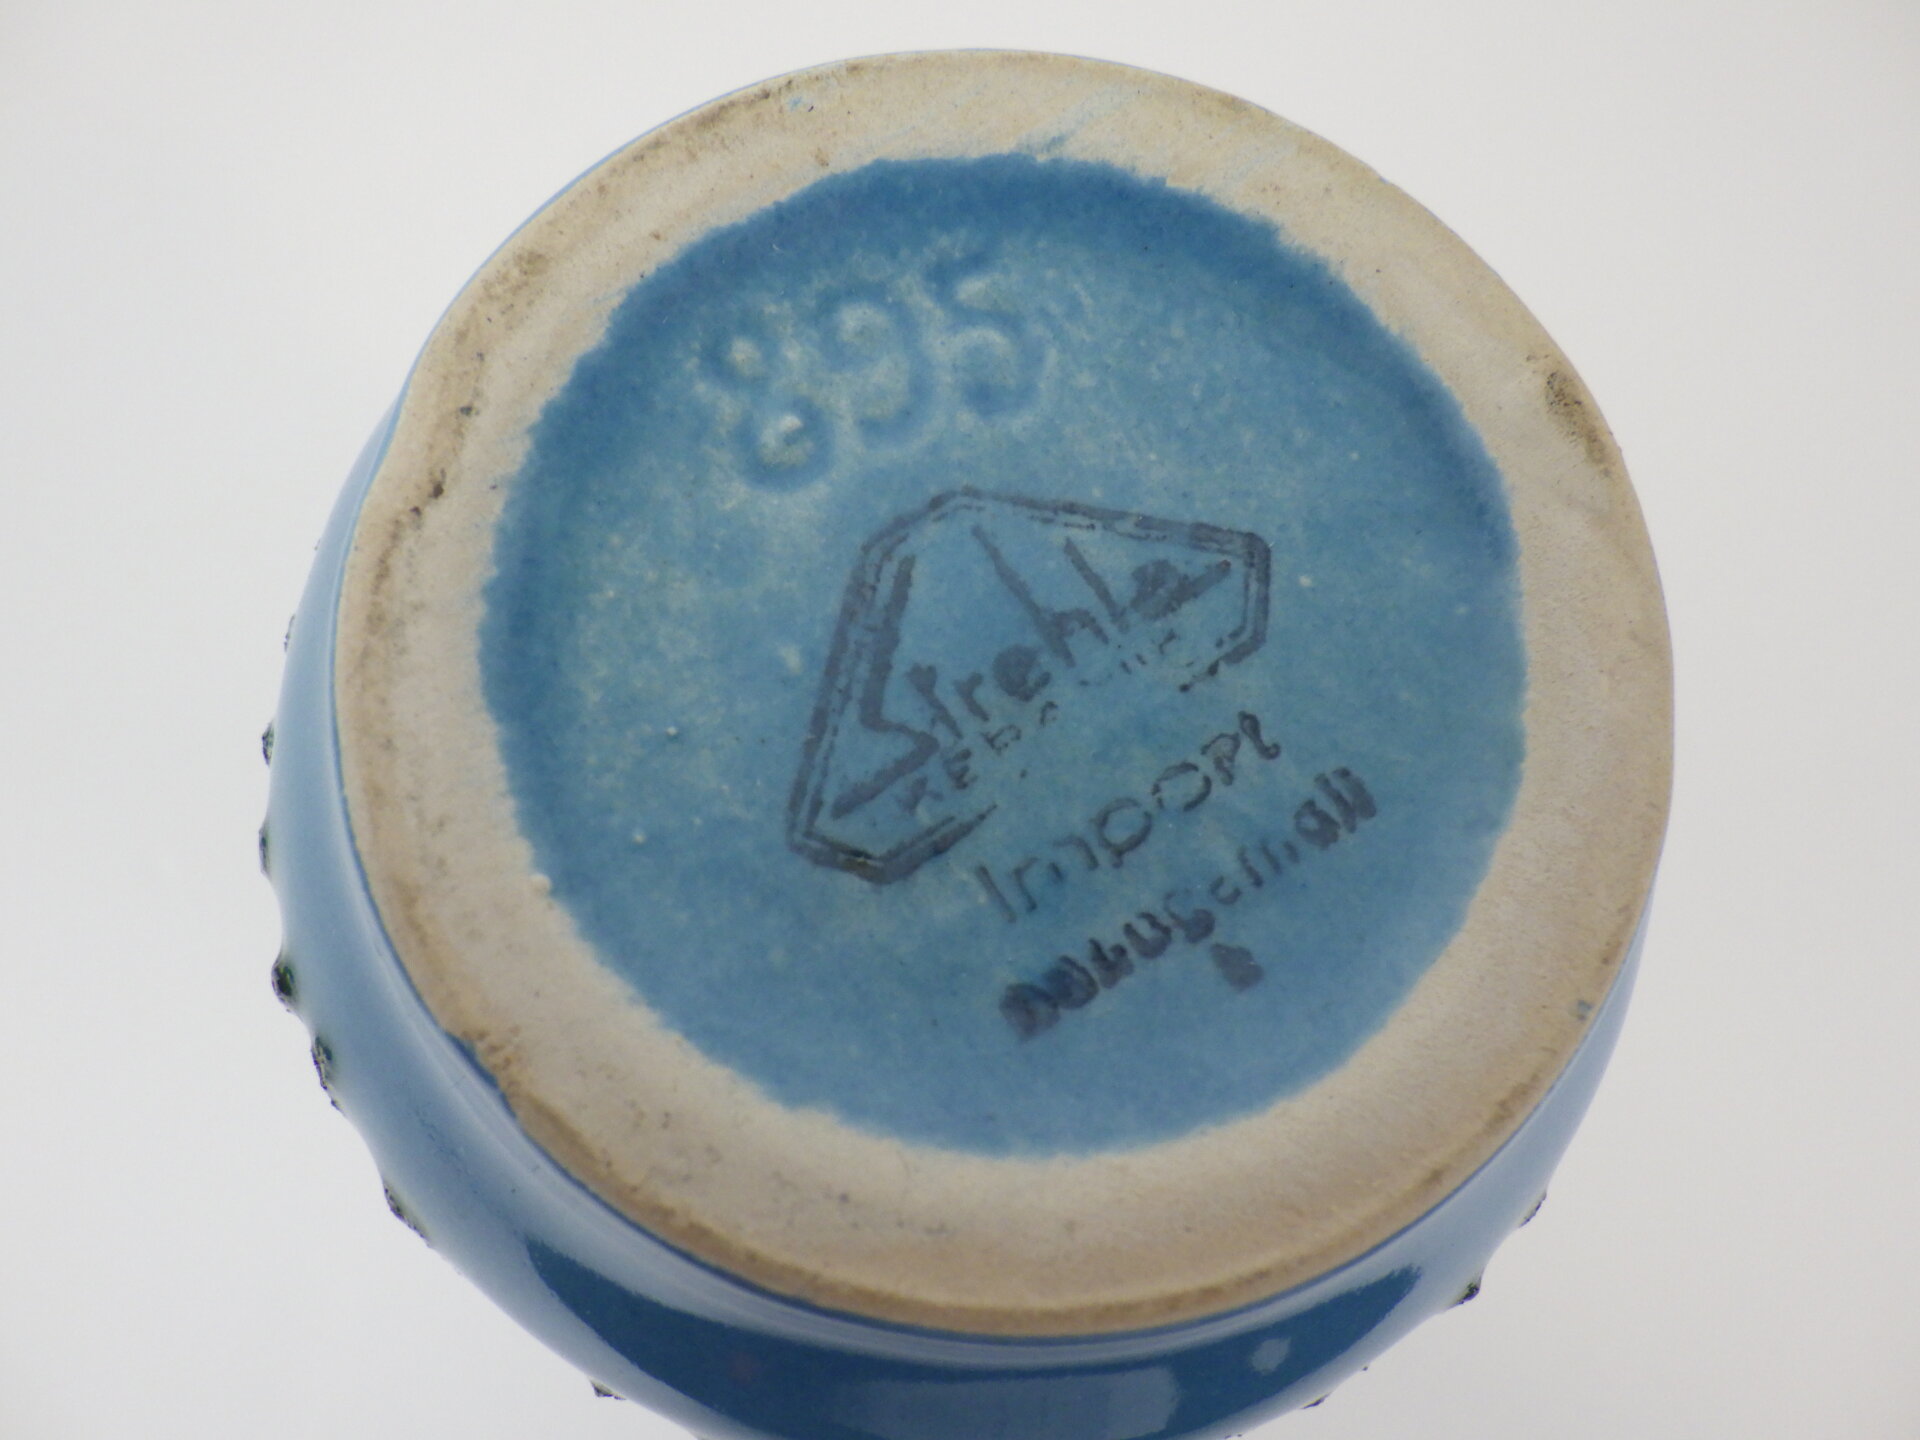 895
Strehla
KERAMIK
Import